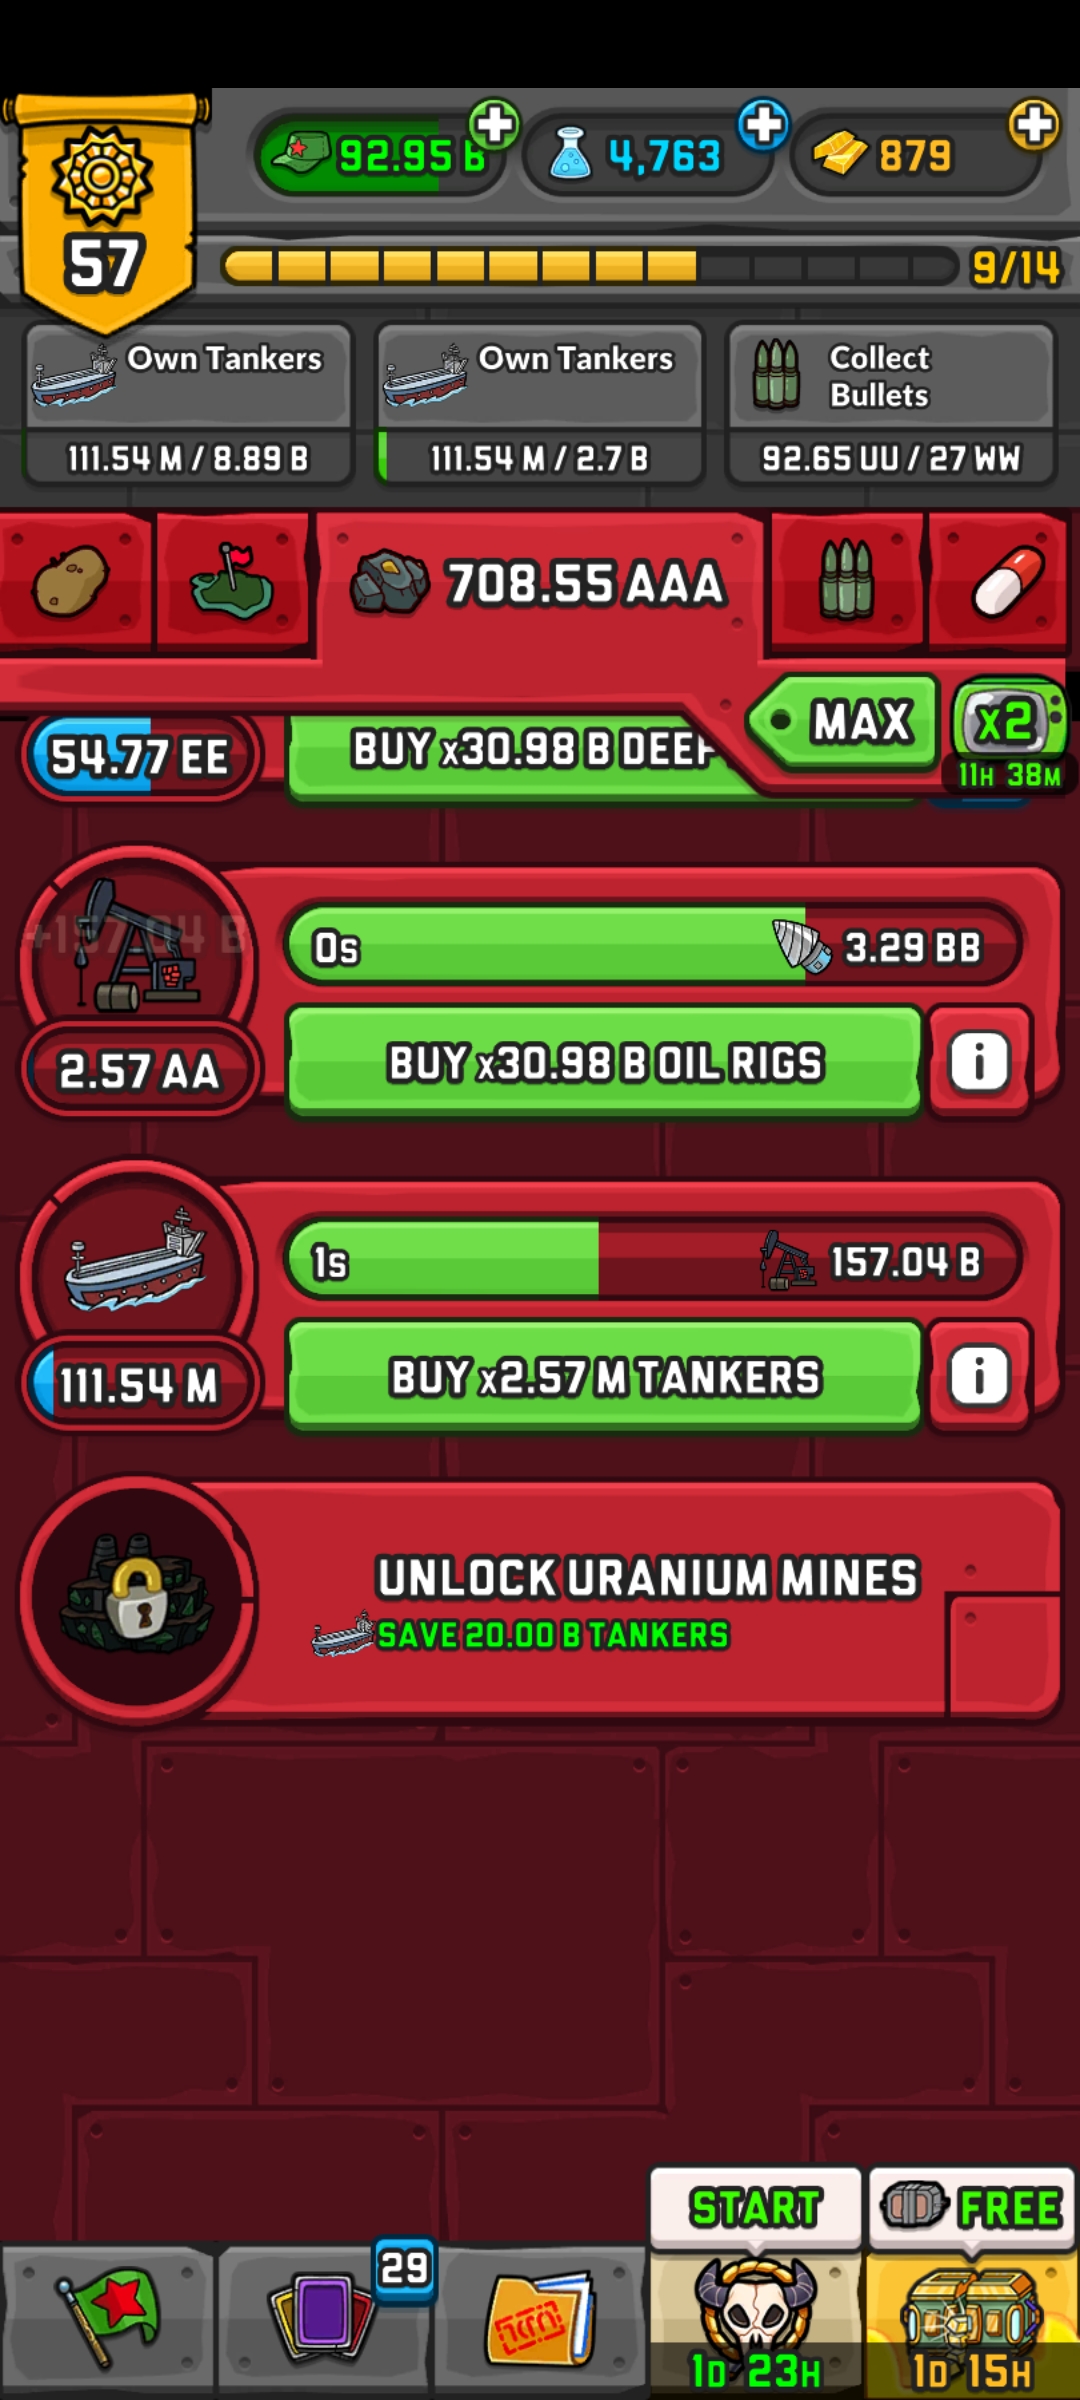 92.95 B
4,763
879
57
9/14
Own Tankers
111.54 M / 8.89 B
Own Tankers
111.54 M / 2.7 B
Collect
Bullets
92.65 UU / 27 WW
708.55 AAA
MAX
x2
11H 38M
54.77 EE
BUY x30.98 B DEEP
+157.04 B
0s
3.29 BB
2.57 AA
BUY x30.98 B OIL RIGS
i
1s
157.04 B
111.54 M
BUY x2.57 M TANKERS
i
UNLOCK URANIUM MINES
SAVE 20.00 B TANKERS
START
FREE
29
1D 23H
1D 15H